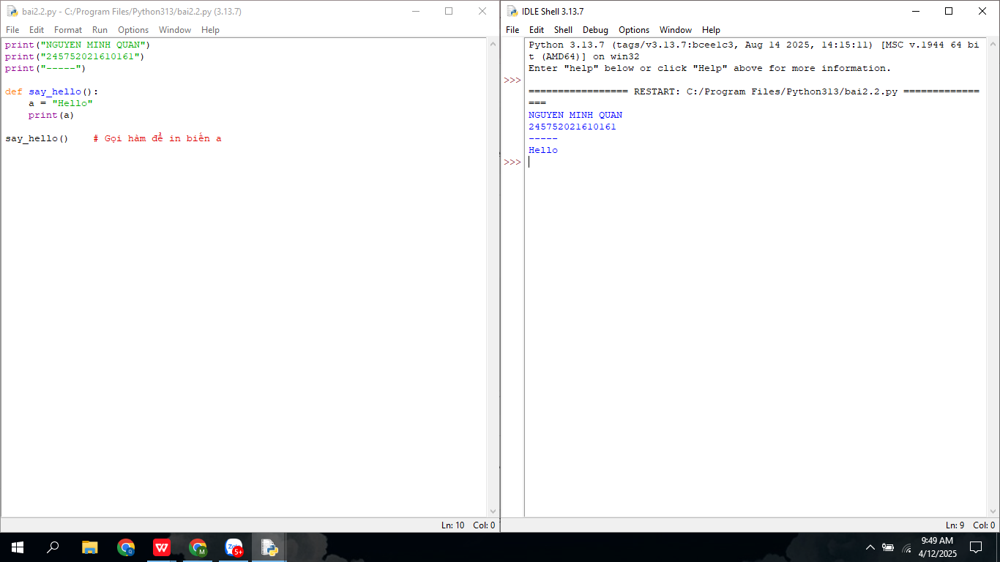 bai2.2.py - C:/Program Files/Python313/bai2.2.py (3.13.7)
File Edit Format Run Options Window Help
print("NGUYEN MINH QUAN")
print("245752021610161")
print("-----")
def say_hello():
    a = "Hello"
    print(a)
say_hello()    # Gọi hàm để in biến a
Ln: 10 Col: 0
IDLE Shell 3.13.7
File Edit Shell Debug Options Window Help
Python 3.13.7 (tags/v3.13.7:bcee1c3, Aug 14 2025, 14:15:11) [MSC v.1944 64 bi
t (AMD64)] on win32
Enter "help" below or click "Help" above for more information.
>>>
================= RESTART: C:/Program Files/Python313/bai2.2.py =============
===
NGUYEN MINH QUAN
245752021610161
-----
Hello
>>>
Ln: 9 Col: 0
Q
W
M
Zalo
5+
9:49 AM
4/12/2025